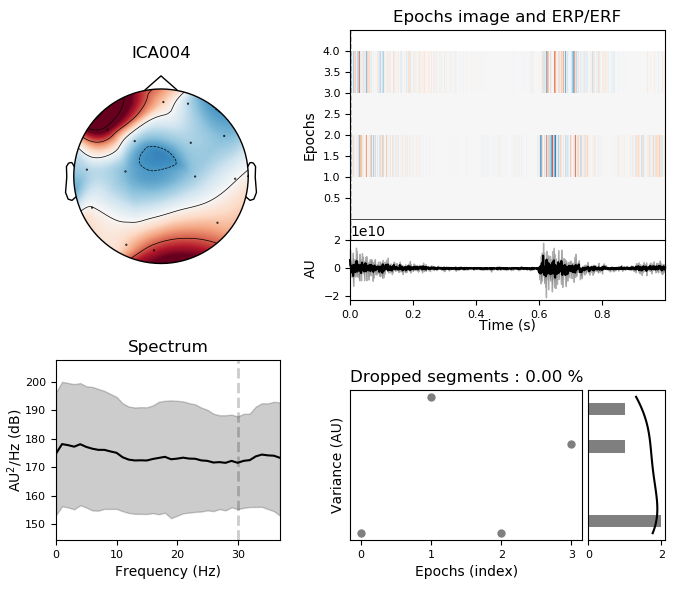 ICA004
Epochs image and ERP/ERF
Epochs
4.0
3.5
3.0
2.5
2.0
1.5
1.0
0.5
1e10
AU
2
0
−2
0.0 0.2 0.4 0.6 0.8
Time (s)
Spectrum
AU²/Hz (dB)
200
190
180
170
160
150
0 10 20 30
Frequency (Hz)
Dropped segments : 0.00 %
Variance (AU)
0 1 2 3
Epochs (index)
0 2